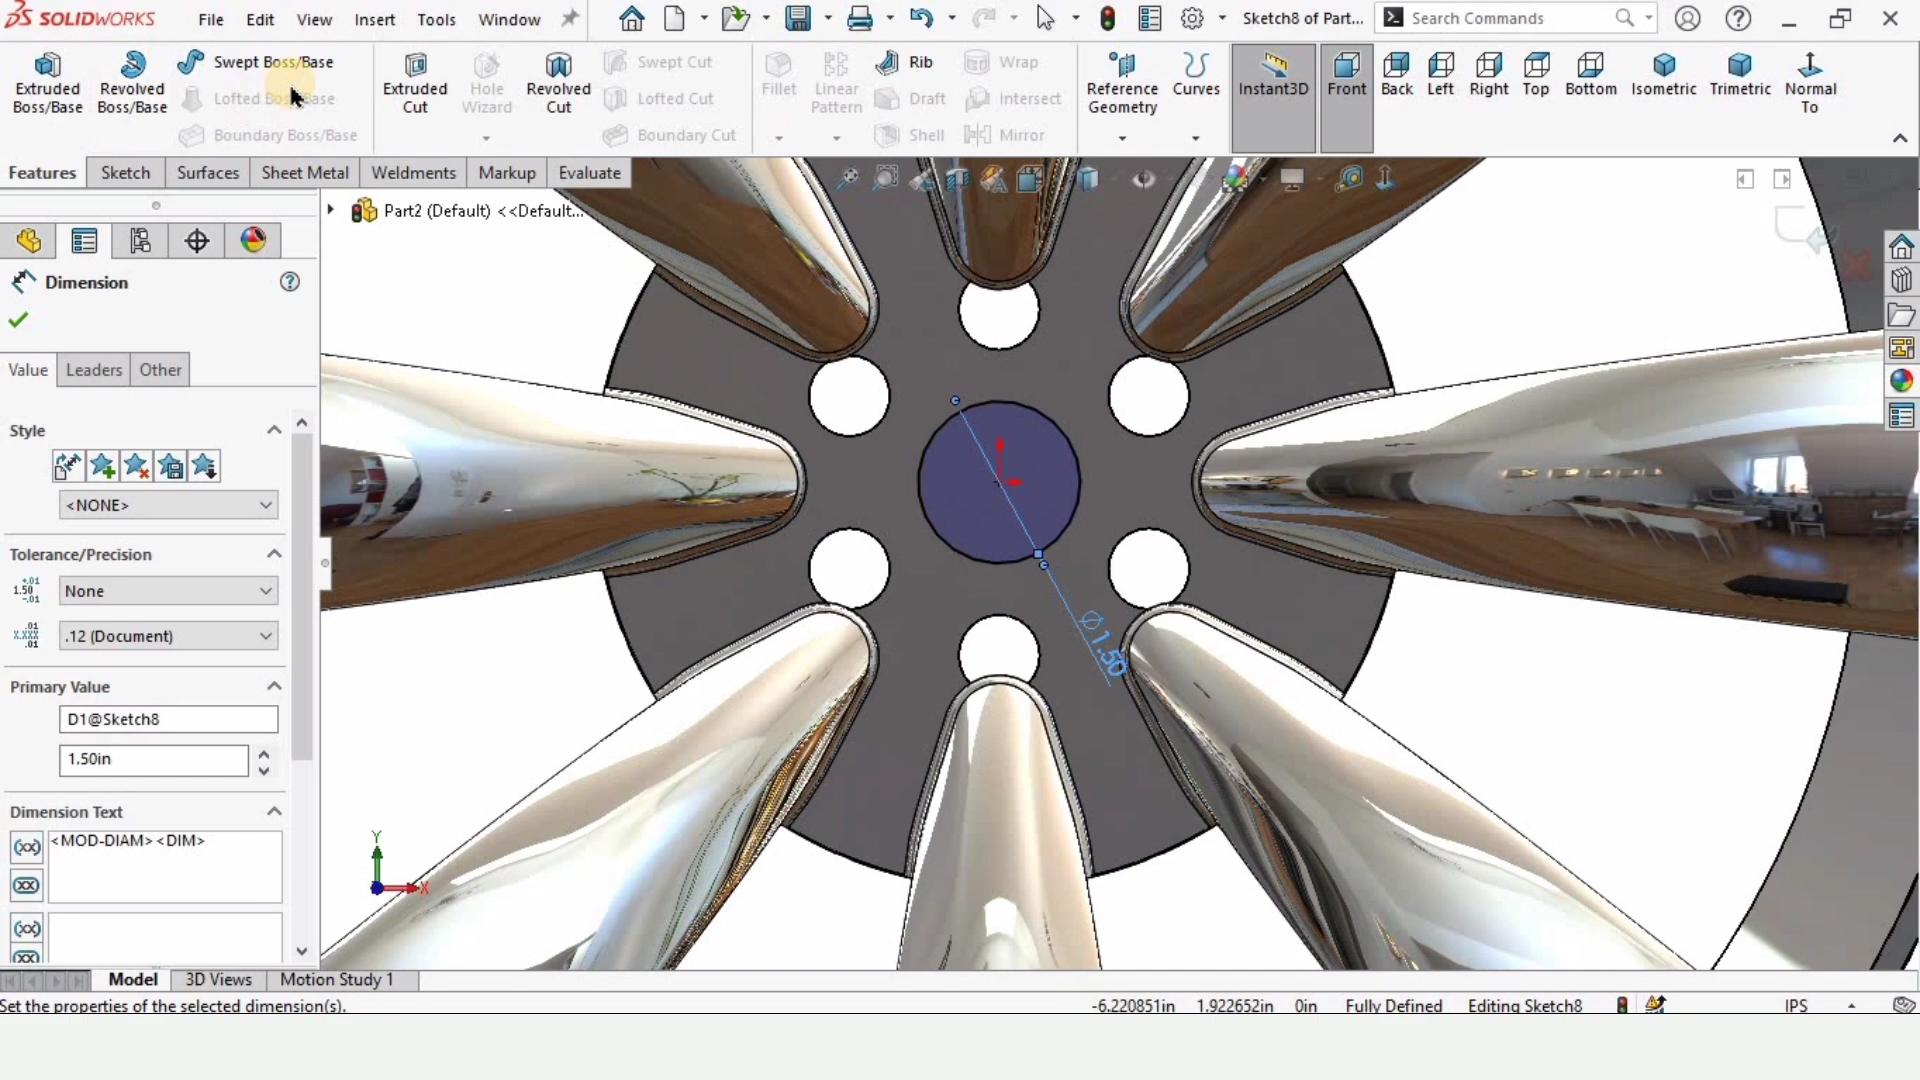 SOLIDWORKS File Edit View Insert Tools Window Sketch8 of Part... Search Commands
Extruded Boss/Base
Revolved Boss/Base
Swept Boss/Base
Lofted Boss/Base
Boundary Boss/Base
Extruded Cut
Hole Wizard
Revolved Cut
Swept Cut
Lofted Cut
Boundary Cut
Fillet
Linear Pattern
Rib
Draft
Shell
Wrap
Intersect
Mirror
Reference Geometry
Curves
Instant3D
Front Back Left Right Top Bottom Isometric Trimetric Normal To
Features Sketch Surfaces Sheet Metal Weldments Markup Evaluate
Part2 (Default) <<Default...
Dimension
Value Leaders Other
Style
<NONE>
Tolerance/Precision
None
.12 (Document)
Primary Value
D1@Sketch8
1.50in
Dimension Text
<MOD-DIAM><DIM>
∅1.50
Y
X
Model 3D Views Motion Study 1
Set the properties of the selected dimension(s).
-6.220851in 1.922652in 0in Fully Defined Editing Sketch8 IPS